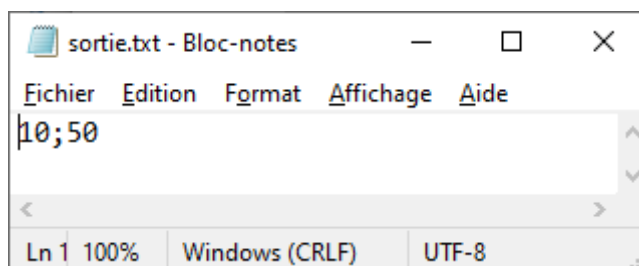 sortie.txt - Bloc-notes
Fichier Edition Format Affichage Aide
10;50
Ln 1 100% Windows (CRLF) UTF-8